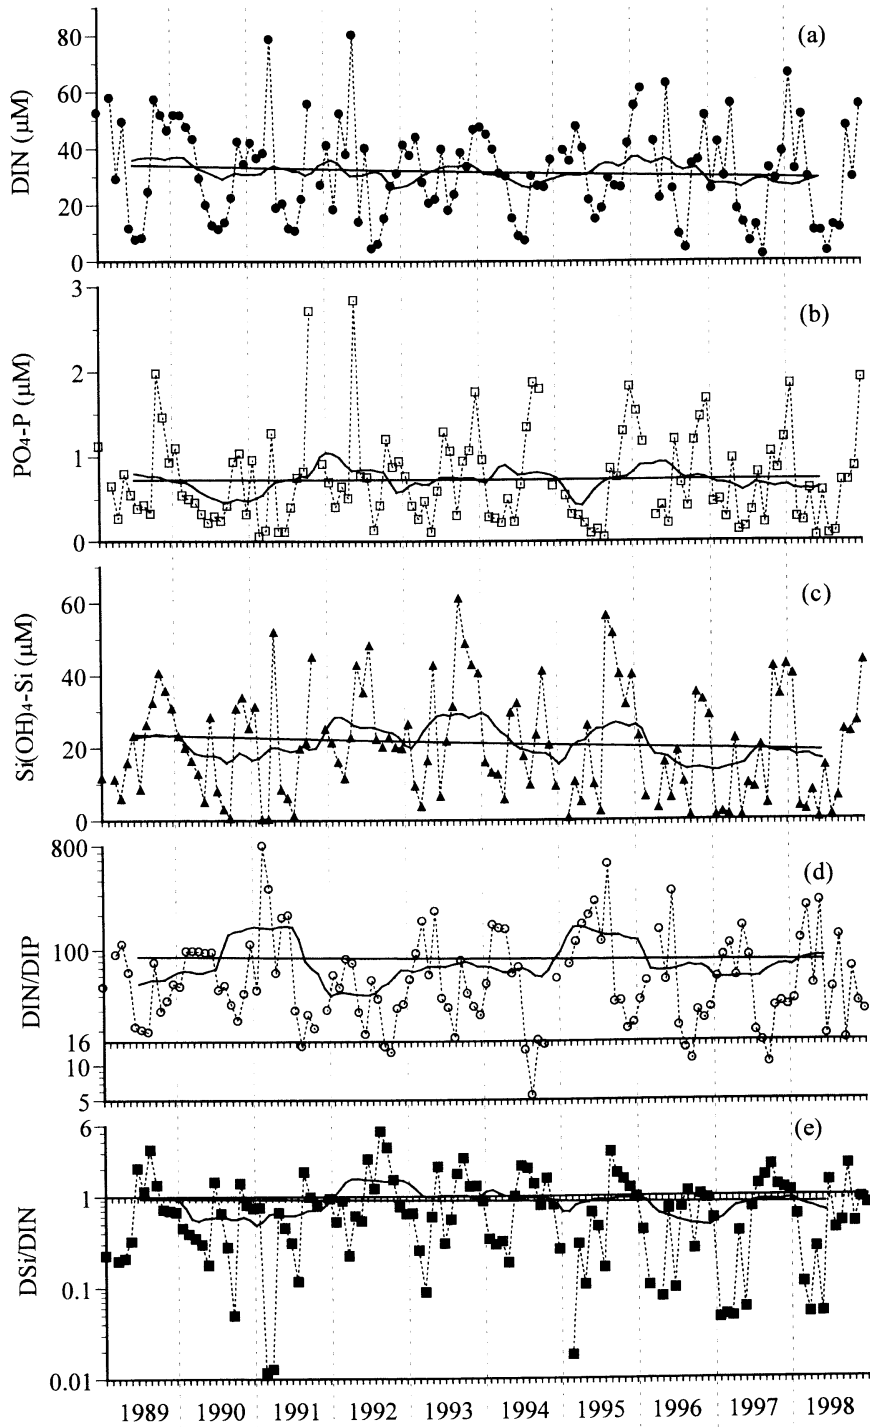 (a)
80
60
40
20
0
DIN (μM)
(b)
3
2
1
0
PO₄-P (μM)
(c)
60
40
20
0
Si(OH)₄-Si (μM)
(d)
800
100
16
10
5
DIN/DIP
(e)
6
1
0.1
0.01
DSi/DIN
1989 1990 1991 1992 1993 1994 1995 1996 1997 1998